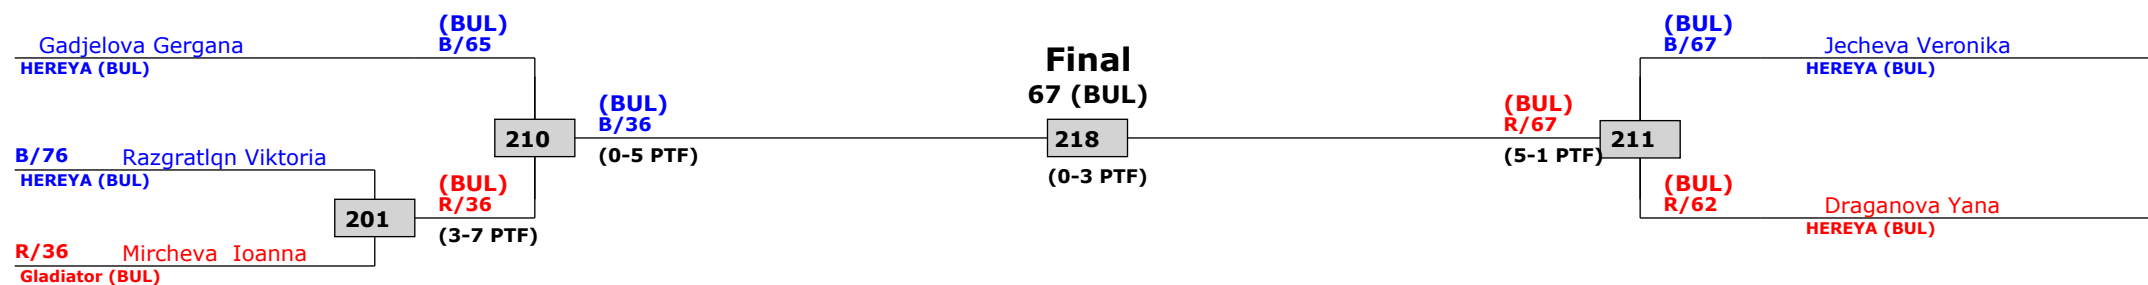 (BUL)
Gadjelova Gergana B/65
HEREYA (BUL)
B/76 Razgratlqn Viktoria
HEREYA (BUL)
201
R/36 Mircheva  Ioanna
Gladiator (BUL)
(BUL)
R/36
(3-7 PTF)
210
(BUL)
B/36
(0-5 PTF)
Final
67 (BUL)
218
(0-3 PTF)
(BUL)
R/67
(5-1 PTF)
211
(BUL)
B/67 Jecheva Veronika
HEREYA (BUL)
(BUL)
R/62 Draganova Yana
HEREYA (BUL)